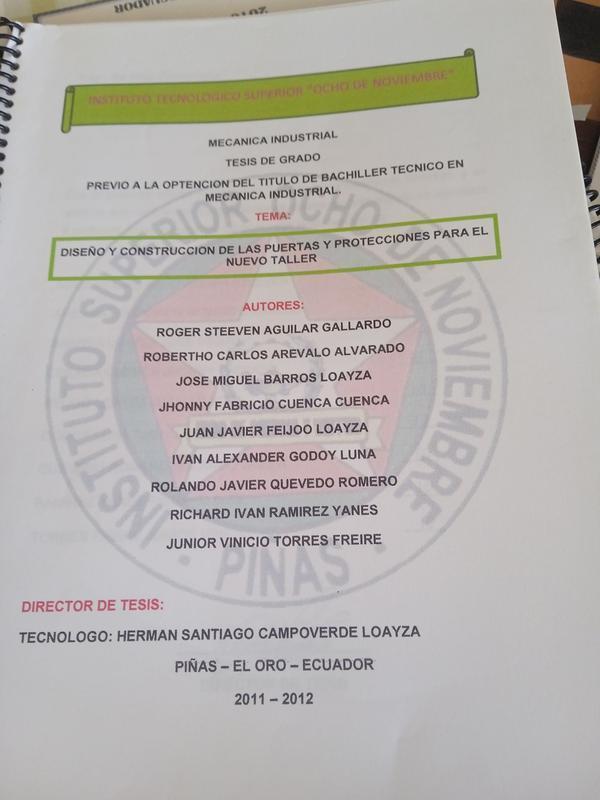 INSTITUTO TECNOLOGICO SUPERIOR "OCHO DE NOVIEMBRE"
MECANICA INDUSTRIAL
TESIS DE GRADO
PREVIO A LA OPTENCION DEL TITULO DE BACHILLER TECNICO EN
MECANICA INDUSTRIAL.
TEMA:
DISEÑO Y CONSTRUCCION DE LAS PUERTAS Y PROTECCIONES PARA EL
NUEVO TALLER
AUTORES:
ROGER STEEVEN AGUILAR GALLARDO
ROBERTHO CARLOS AREVALO ALVARADO
JOSE MIGUEL BARROS LOAYZA
JHONNY FABRICIO CUENCA CUENCA
JUAN JAVIER FEIJOO LOAYZA
IVAN ALEXANDER GODOY LUNA
ROLANDO JAVIER QUEVEDO ROMERO
RICHARD IVAN RAMIREZ YANES
JUNIOR VINICIO TORRES FREIRE
DIRECTOR DE TESIS:
TECNOLOGO: HERMAN SANTIAGO CAMPOVERDE LOAYZA
PIÑAS – EL ORO – ECUADOR
2011 – 2012
INSTITUTO SUPERIOR OCHO DE NOVIEMBRE
PIÑAS